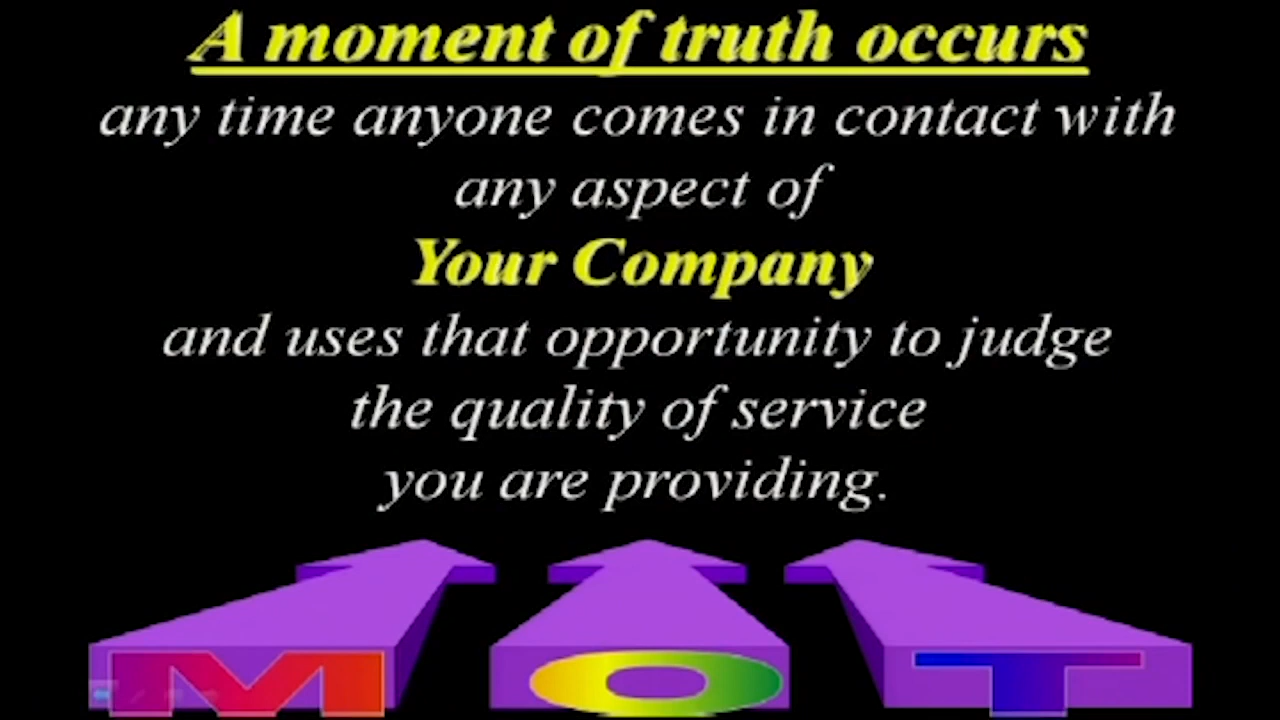 A moment of truth occurs
any time anyone comes in contact with
any aspect of
Your Company
and uses that opportunity to judge
the quality of service
you are providing.
M O T